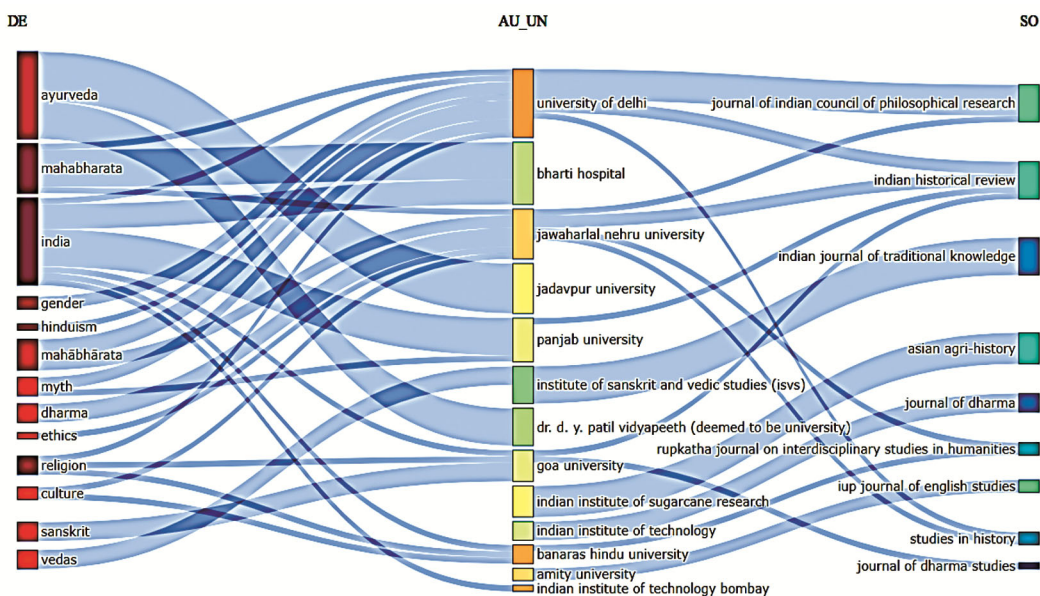 DE
AU_UN
SO
ayurveda
mahabharata
india
gender
hinduism
mahābhārata
myth
dharma
ethics
religion
culture
sanskrit
vedas
university of delhi
bharti hospital
jawaharlal nehru university
jadavpur university
panjab university
institute of sanskrit and vedic studies (isvs)
dr. d. y. patil vidyapeeth (deemed to be university)
goa university
indian institute of sugarcane research
indian institute of technology
banaras hindu university
amity university
indian institute of technology bombay
journal of indian council of philosophical research
indian historical review
indian journal of traditional knowledge
asian agri-history
journal of dharma
rupkatha journal on interdisciplinary studies in humanities
iup journal of english studies
studies in history
journal of dharma studies